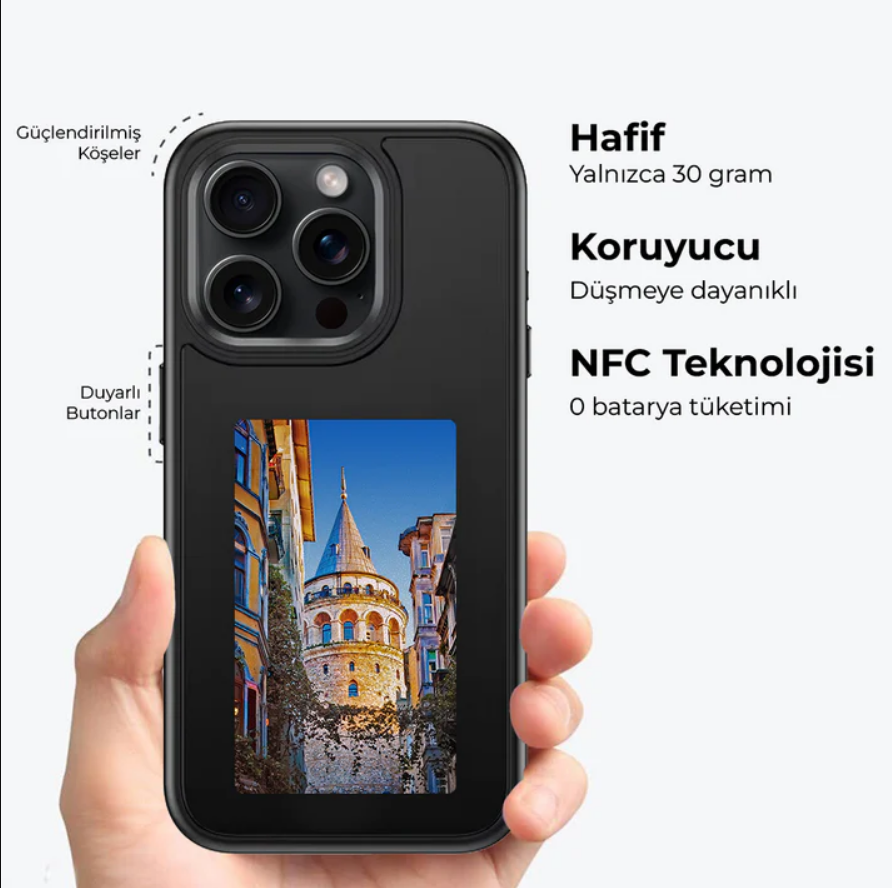 Güçlendirilmiş
Köşeler
Duyarlı
Butonlar
Hafif
Yalnızca 30 gram
Koruyucu
Düşmeye dayanıklı
NFC Teknolojisi
0 batarya tüketimi